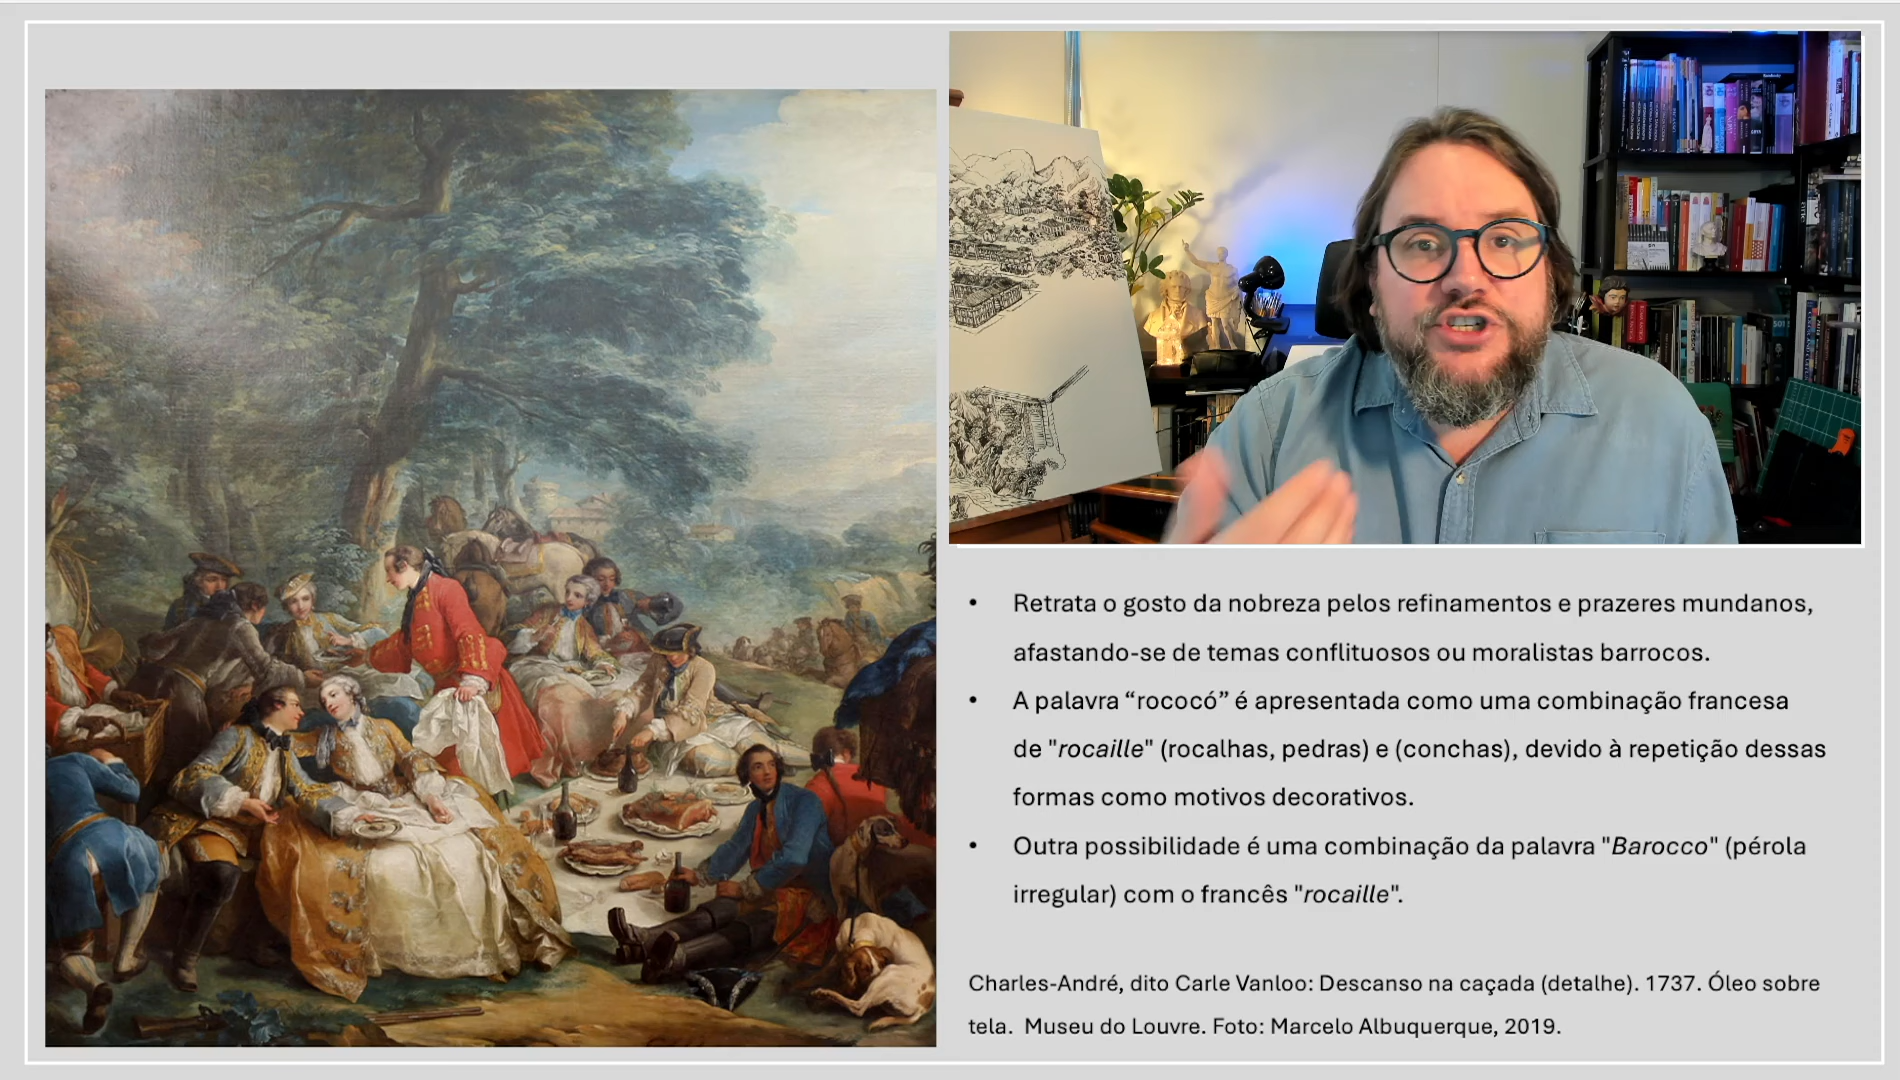 • Retrata o gosto da nobreza pelos refinamentos e prazeres mundanos,
afastando-se de temas conflituosos ou moralistas barrocos.
• A palavra “rococó” é apresentada como uma combinação francesa
de "rocaille" (rocalhas, pedras) e (conchas), devido à repetição dessas
formas como motivos decorativos.
• Outra possibilidade é uma combinação da palavra "Barocco" (pérola
irregular) com o francês "rocaille".
Charles-André, dito Carle Vanloo: Descanso na caçada (detalhe). 1737. Óleo sobre
tela. Museu do Louvre. Foto: Marcelo Albuquerque, 2019.